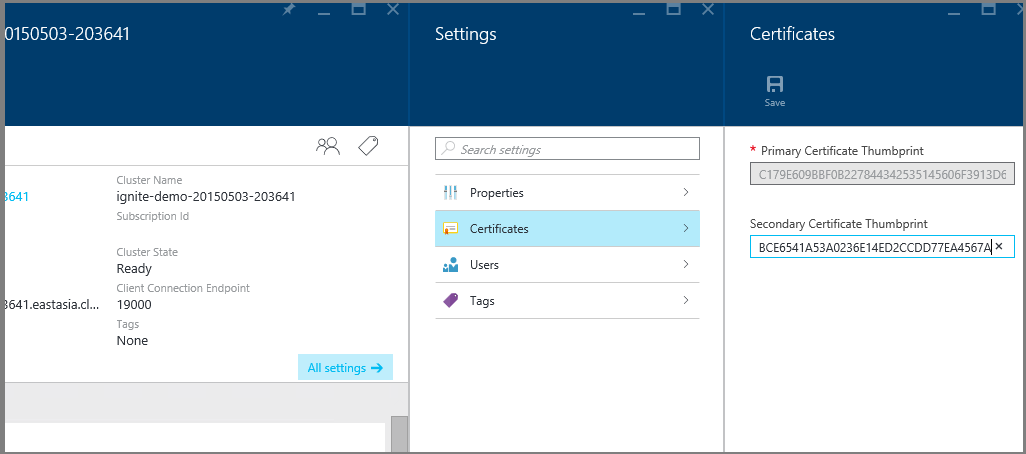 0150503-203641
3641
Cluster Name
ignite-demo-20150503-203641
Subscription Id
Cluster State
Ready
Client Connection Endpoint
3641.eastasia.cl...
19000
Tags
None
All settings
Settings
Search settings
Properties
Certificates
Users
Tags
Certificates
Save
* Primary Certificate Thumbprint
C179E609BBF0B227844342535145606F3913D6
Secondary Certificate Thumbprint
BCE6541A53A0236E14ED2CCDD77EA4567A